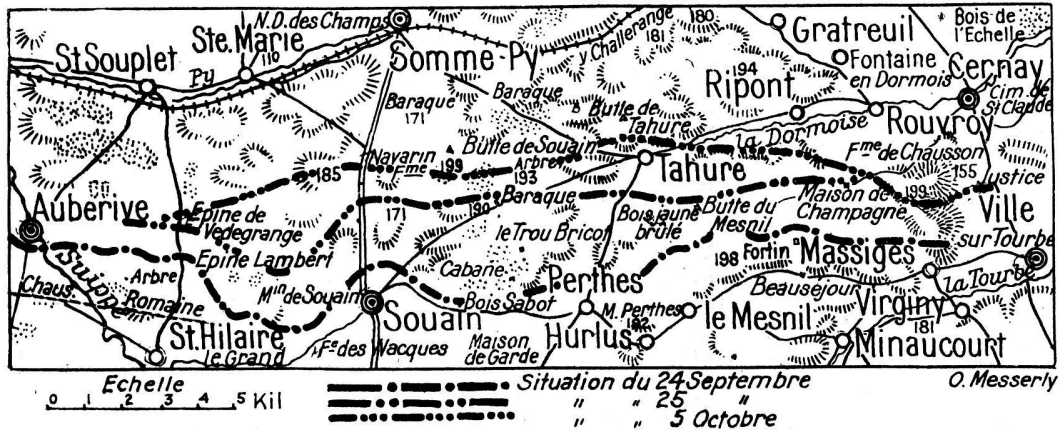 N.D. des Champs
Ste. Marie
110
St Souplet
Py
Somme-Py
Challerange
180
181
Gratreuil
Bois de
l'Echelle
Fontaine
en Dormois
Cernay
Cim. de
St Claude
Ripont
194
Rouvroy
Baraque
171
Baraque
Butte de
Tahure
la Dormoise
Butte de Souain
Navarin
Fme
199
Arbre
193
185
Tahure
Fme de Chausson
199
155
Justice
Ville
sur Tourbe
Auberive
Epine de
Vedegrange
171
190
Baraque
Bois jaune
brulé
Butte du
Mesnil
Maison de
Champagne
le Trou Bricot
Epine Lambert
Arbre
Suippe
Chaus
Romaine
Min de Souain
Cabane
Bois Sabot
Perthes
198
Fortin
Massiges
Beauséjour
la Tourbe
Virginy
181
Minaucourt
St. Hilaire
le Grand
Souain
Fe des Wacques
Maison
de Garde
Hurlus
M. Perthes
192
le Mesnil
Echelle
0 1 2 3 4 5 Kil
Situation du 24 Septembre
" " 25 "
" " 5 Octobre
O. Messerly